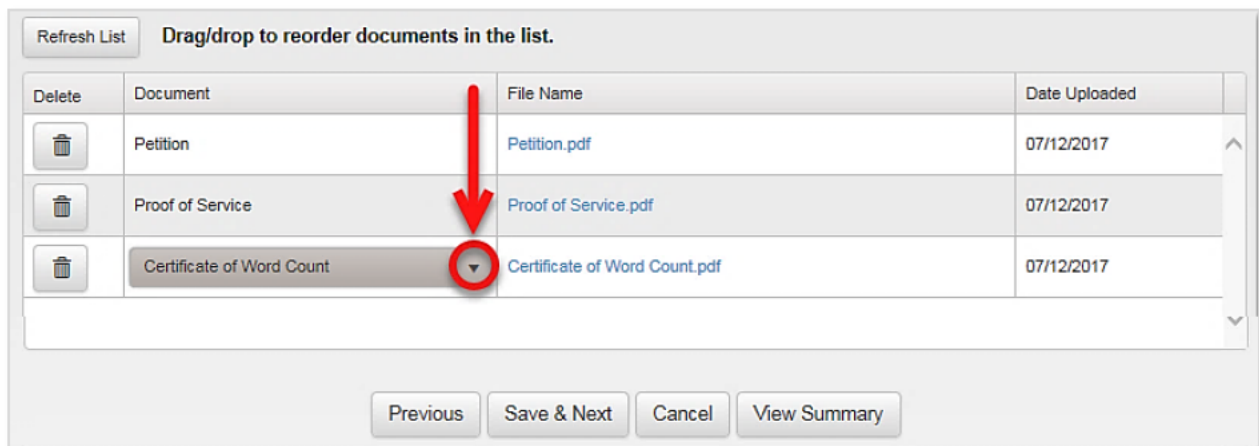 Refresh List Drag/drop to reorder documents in the list.
Delete Document File Name Date Uploaded
Petition Petition.pdf 07/12/2017
Proof of Service Proof of Service.pdf 07/12/2017
Certificate of Word Count Certificate of Word Count.pdf 07/12/2017
Previous Save & Next Cancel View Summary